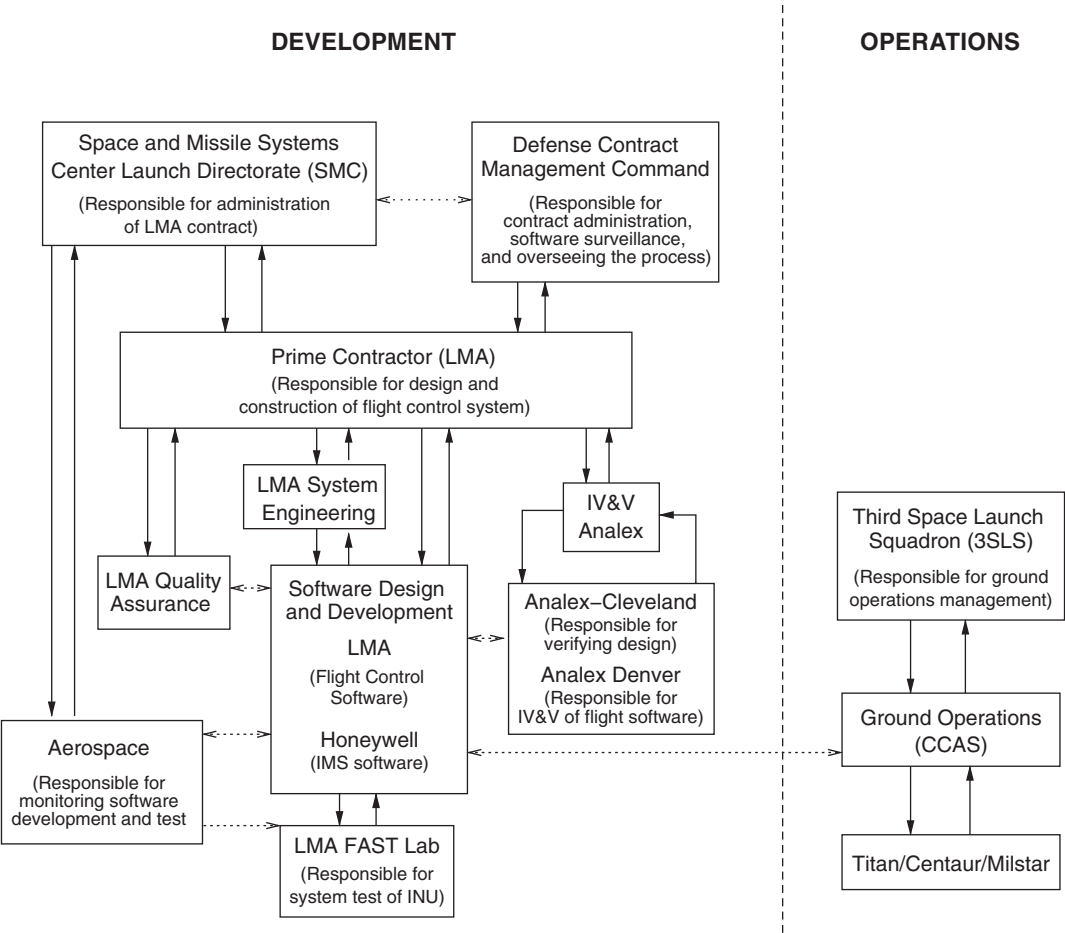 DEVELOPMENT
OPERATIONS
Space and Missile Systems
Center Launch Directorate (SMC)
(Responsible for administration
of LMA contract)
Defense Contract
Management Command
(Responsible for
contract administration,
software surveillance,
and overseeing the process)
Prime Contractor (LMA)
(Responsible for design and
construction of flight control system)
LMA System
Engineering
IV&V
Analex
LMA Quality
Assurance
Software Design
and Development
LMA
(Flight Control
Software)
Honeywell
(IMS software)
Analex–Cleveland
(Responsible for
verifying design)
Analex Denver
(Responsible for
IV&V of flight software)
Aerospace
(Responsible for
monitoring software
development and test
LMA FAST Lab
(Responsible for
system test of INU)
Third Space Launch
Squadron (3SLS)
(Responsible for ground
operations management)
Ground Operations
(CCAS)
Titan/Centaur/Milstar